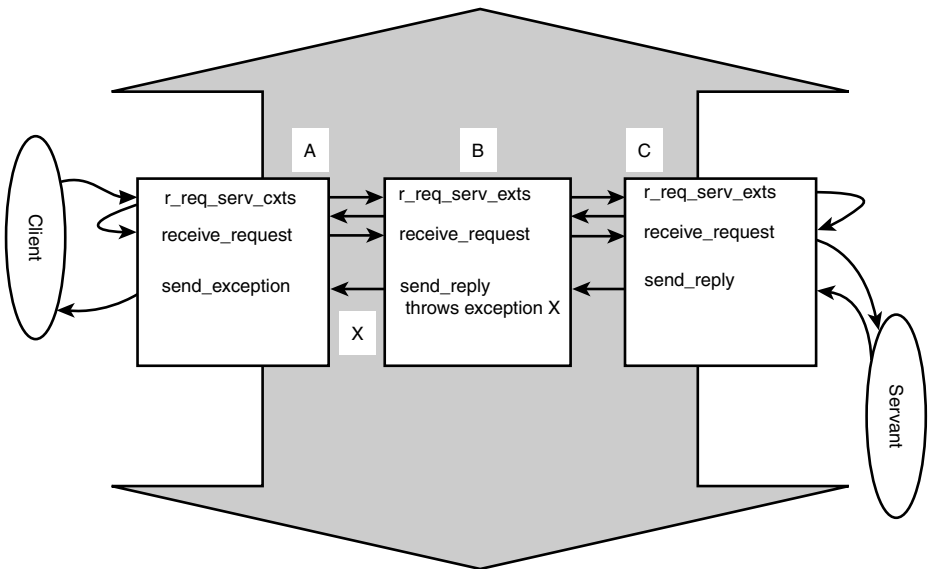 A
B
C
r_req_serv_cxts
receive_request
send_exception
r_req_serv_exts
receive_request
send_reply
throws exception X
r_req_serv_exts
receive_request
send_reply
X
Client
Servant